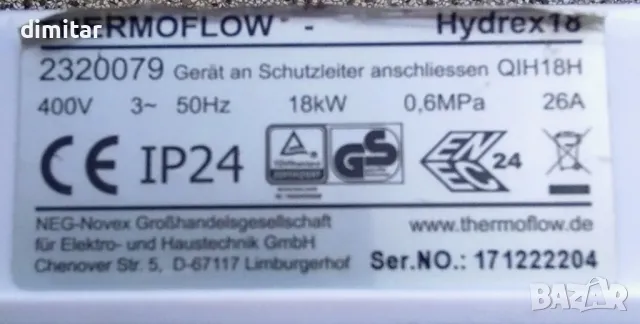 dimitar
THERMOFLOW - Hydrex18
2320079 Gerät an Schutzleiter anschliessen QIH18H
400V 3~ 50Hz 18kW 0,6MPa 26A
CE IP24 GS ENEC 24
NEG-Novex Großhandelsgesellschaft
für Elektro- und Haustechnik GmbH
Chenover Str. 5, D-67117 Limburgerhof
www.thermoflow.de
Ser.NO.: 171222204
BAZAR.BG